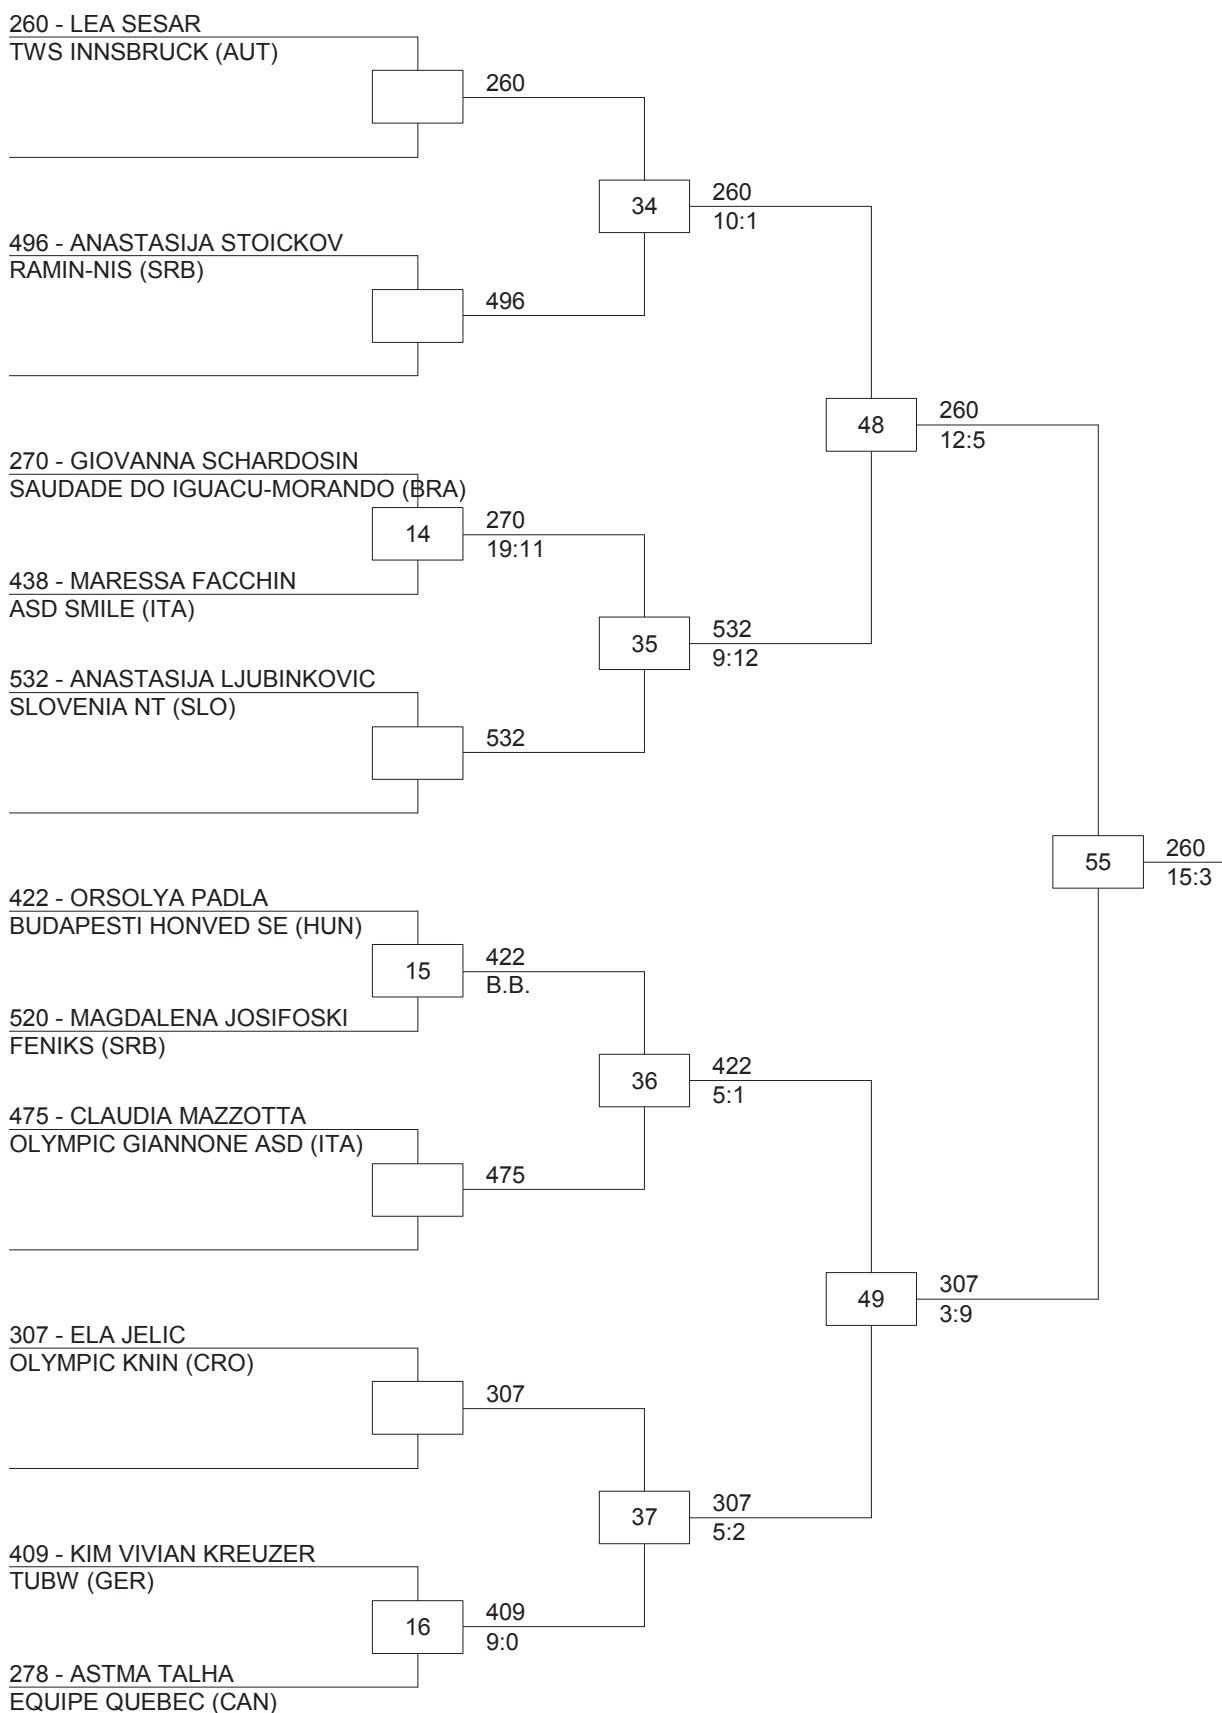 260 - LEA SESAR
TWS INNSBRUCK (AUT)
260
34
260
10:1
496 - ANASTASIJA STOICKOV
RAMIN-NIS (SRB)
496
48
260
12:5
270 - GIOVANNA SCHARDOSIN
SAUDADE DO IGUACU-MORANDO (BRA)
14
270
19:11
438 - MARESSA FACCHIN
ASD SMILE (ITA)
35
532
9:12
532 - ANASTASIJA LJUBINKOVIC
SLOVENIA NT (SLO)
532
55
260
15:3
422 - ORSOLYA PADLA
BUDAPESTI HONVED SE (HUN)
15
422
B.B.
520 - MAGDALENA JOSIFOSKI
FENIKS (SRB)
36
422
5:1
475 - CLAUDIA MAZZOTTA
OLYMPIC GIANNONE ASD (ITA)
475
49
307
3:9
307 - ELA JELIC
OLYMPIC KNIN (CRO)
307
37
307
5:2
409 - KIM VIVIAN KREUZER
TUBW (GER)
16
409
9:0
278 - ASTMA TALHA
EQUIPE QUEBEC (CAN)